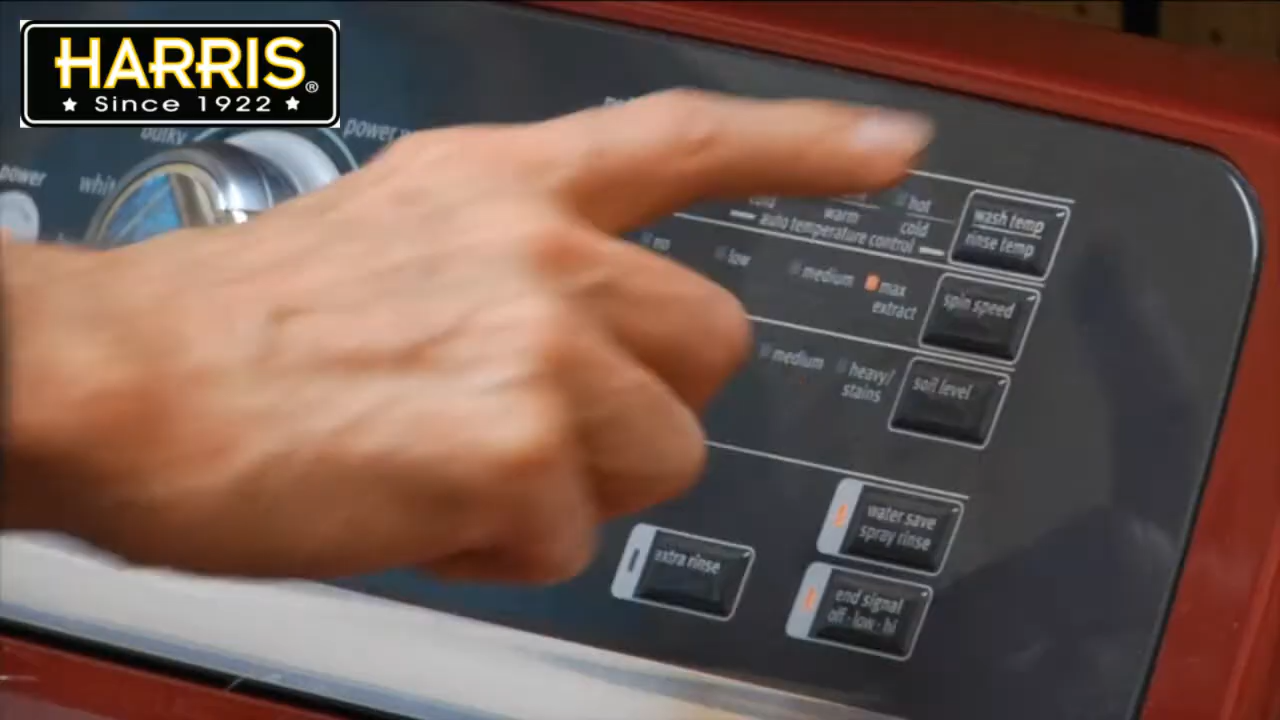 HARRIS®
Since 1922
bulky
power
power
hot
wash temp
rinse temp
warm
cold
cold
auto temperature control
no
low
medium
max
extract
spin speed
medium
heavy/
stains
soil level
water save
spray rinse
extra rinse
end signal
off · low · hi